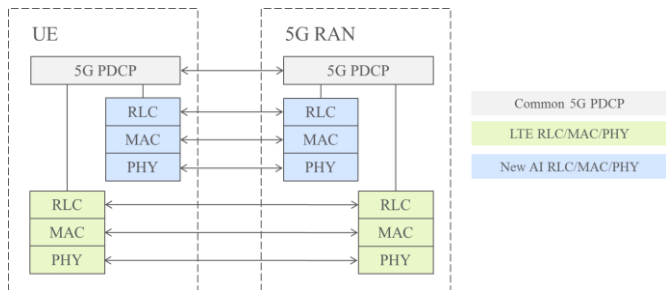 UE
5G RAN
5G PDCP
5G PDCP
RLC
MAC
PHY
RLC
MAC
PHY
RLC
MAC
PHY
RLC
MAC
PHY
Common 5G PDCP
LTE RLC/MAC/PHY
New AI RLC/MAC/PHY